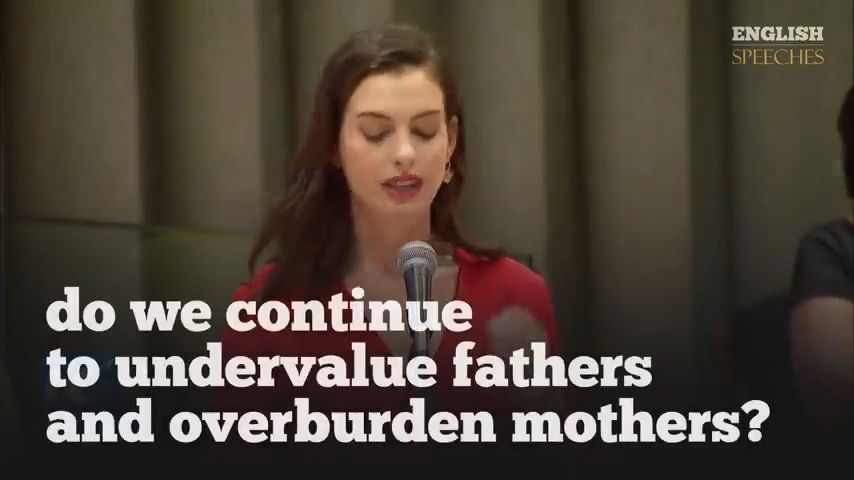 ENGLISH
SPEECHES
do we continue
to undervalue fathers
and overburden mothers?